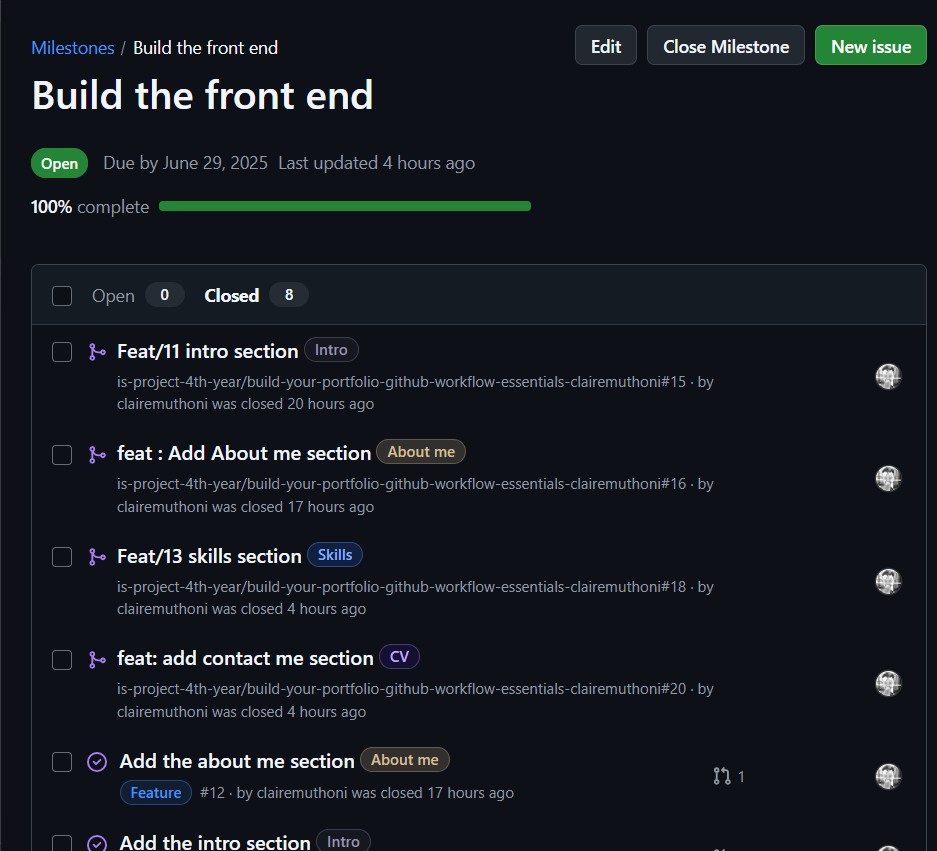 Milestones / Build the front end
Edit
Close Milestone
New issue
Build the front end
Open
Due by June 29, 2025 Last updated 4 hours ago
100% complete
Open 0 Closed 8
Feat/11 intro section Intro
is-project-4th-year/build-your-portfolio-github-workflow-essentials-clairemuthoni#15 · by
clairemuthoni was closed 20 hours ago
feat : Add About me section About me
is-project-4th-year/build-your-portfolio-github-workflow-essentials-clairemuthoni#16 · by
clairemuthoni was closed 17 hours ago
Feat/13 skills section Skills
is-project-4th-year/build-your-portfolio-github-workflow-essentials-clairemuthoni#18 · by
clairemuthoni was closed 4 hours ago
feat: add contact me section CV
is-project-4th-year/build-your-portfolio-github-workflow-essentials-clairemuthoni#20 · by
clairemuthoni was closed 4 hours ago
Add the about me section About me
1
Feature #12 · by clairemuthoni was closed 17 hours ago
Add the intro section Intro